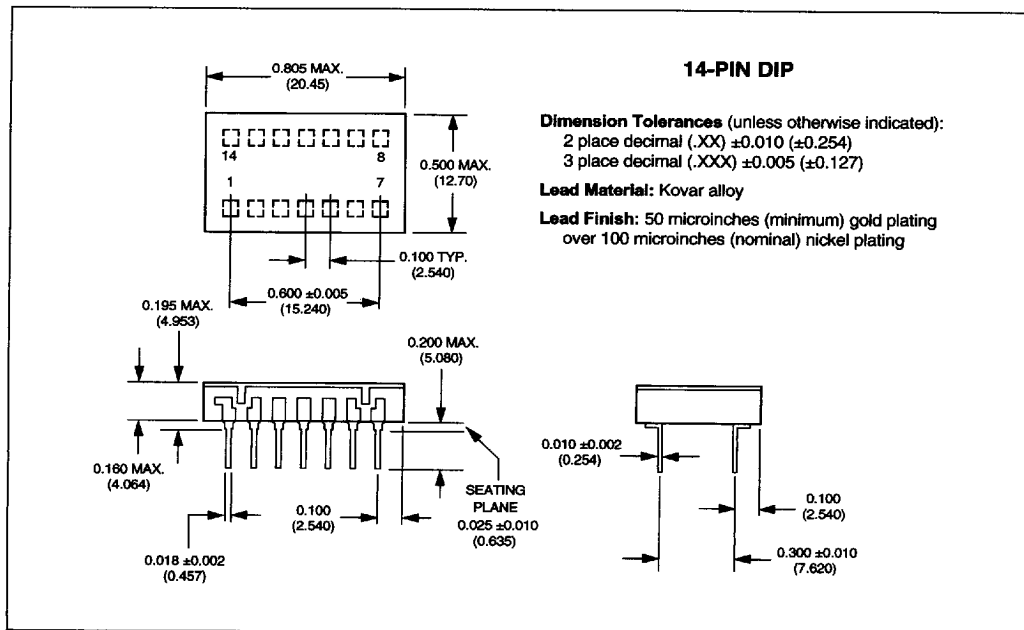 14-PIN DIP
Dimension Tolerances (unless otherwise indicated):
2 place decimal (.XX) ±0.010 (±0.254)
3 place decimal (.XXX) ±0.005 (±0.127)
Lead Material: Kovar alloy
Lead Finish: 50 microinches (minimum) gold plating
over 100 microinches (nominal) nickel plating
0.805 MAX.
(20.45)
14
8
1
7
0.500 MAX.
(12.70)
0.100 TYP.
(2.540)
0.600 ±0.005
(15.240)
0.195 MAX.
(4.953)
0.200 MAX.
(5.080)
0.160 MAX.
(4.064)
0.018 ±0.002
(0.457)
0.100
(2.540)
SEATING
PLANE
0.025 ±0.010
(0.635)
0.010 ±0.002
(0.254)
0.100
(2.540)
0.300 ±0.010
(7.620)